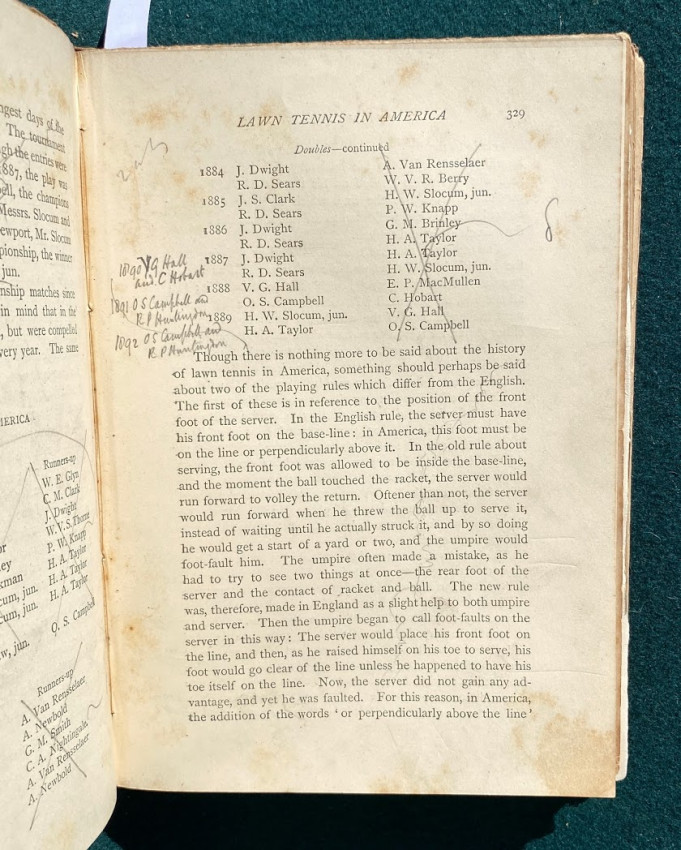 ngest days of the
The tournament
gh the entries were
887, the play was
ell, the champions
Messrs. Slocum and
ewport, Mr. Slocum
pionship, the winner
jun.
nship matches since
in mind that in the
, but were compelled
very year. The same
MERICA.
Runners-up
W. E. Glyn
C. M. Clark
J. Dwight
W. V. S. Thorne
or P. W. Knapp
ley H. A. Taylor
kman H. A. Taylor
cum, jun. H. A. Taylor
cum, jun.
O. S. Campbell
w, jun.
Runners-up
A. Van Rensselaer
A. Newbold
G. M. Smith
C. A. Nightingale
A. Van Rensselaer
A. Newbold
LAWN TENNIS IN AMERICA 329
Doubles—continued
1884 J. Dwight A. Van Rensselaer
R. D. Sears W. V. R. Berry
1885 J. S. Clark H. W. Slocum, jun.
R. D. Sears P. W. Knapp
1886 J. Dwight G. M. Brinley
R. D. Sears H. A. Taylor
1887 J. Dwight H. A. Taylor
R. D. Sears H. W. Slocum, jun.
1888 V. G. Hall E. P. MacMullen
O. S. Campbell C. Hobart
1889 H. W. Slocum, jun. V. G. Hall
H. A. Taylor O. S. Campbell
1890 V G Hall
and C Hobart
1891 O S Campbell and
R P Huntingdon
1892 O S Campbell and
R P Huntingdon
Though there is nothing more to be said about the history
of lawn tennis in America, something should perhaps be said
about two of the playing rules which differ from the English.
The first of these is in reference to the position of the front
foot of the server. In the English rule, the server must have
his front foot on the base-line: in America, this foot must be
on the line or perpendicularly above it. In the old rule about
serving, the front foot was allowed to be inside the base-line,
and the moment the ball touched the racket, the server would
run forward to volley the return. Oftener than not, the server
would run forward when he threw the ball up to serve it,
instead of waiting until he actually struck it, and by so doing
he would get a start of a yard or two, and the umpire would
foot-fault him. The umpire often made a mistake, as he
had to try to see two things at once—the rear foot of the
server and the contact of racket and ball. The new rule
was, therefore, made in England as a slight help to both umpire
and server. Then the umpire began to call foot-faults on the
server in this way: The server would place his front foot on
the line, and then, as he raised himself on his toe to serve, his
foot would go clear of the line unless he happened to have his
toe itself on the line. Now, the server did not gain any ad-
vantage, and yet he was faulted. For this reason, in America,
the addition of the words ‘or perpendicularly above the line’